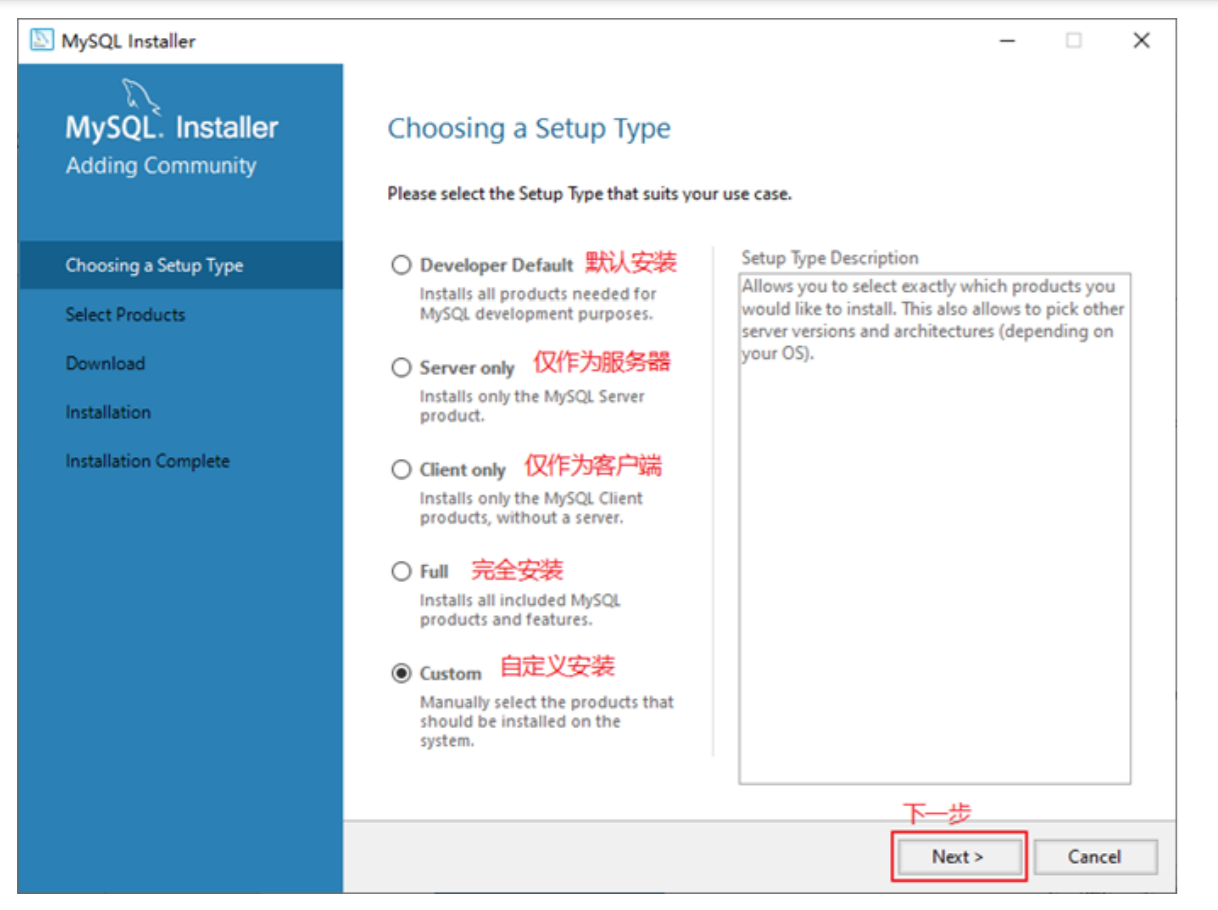 MySQL Installer
MySQL. Installer
Adding Community
Choosing a Setup Type
Select Products
Download
Installation
Installation Complete
Choosing a Setup Type
Please select the Setup Type that suits your use case.
Developer Default 默认安装
Installs all products needed for
MySQL development purposes.
Server only 仅作为服务器
Installs only the MySQL Server
product.
Client only 仅作为客户端
Installs only the MySQL Client
products, without a server.
Full 完全安装
Installs all included MySQL
products and features.
Custom 自定义安装
Manually select the products that
should be installed on the
system.
Setup Type Description
Allows you to select exactly which products you
would like to install. This also allows to pick other
server versions and architectures (depending on
your OS).
下一步
Next >
Cancel